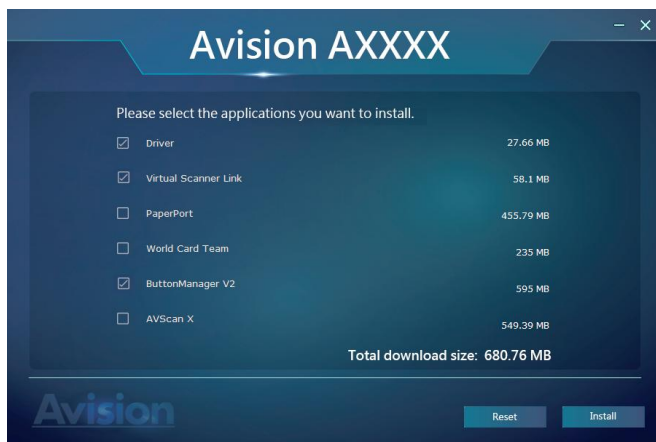 Avision AXXXX
Please select the applications you want to install.
Driver 27.66 MB
Virtual Scanner Link 58.1 MB
PaperPort 455.79 MB
World Card Team 235 MB
ButtonManager V2 595 MB
AVScan X 549.39 MB
Total download size: 680.76 MB
Avision
Reset Install